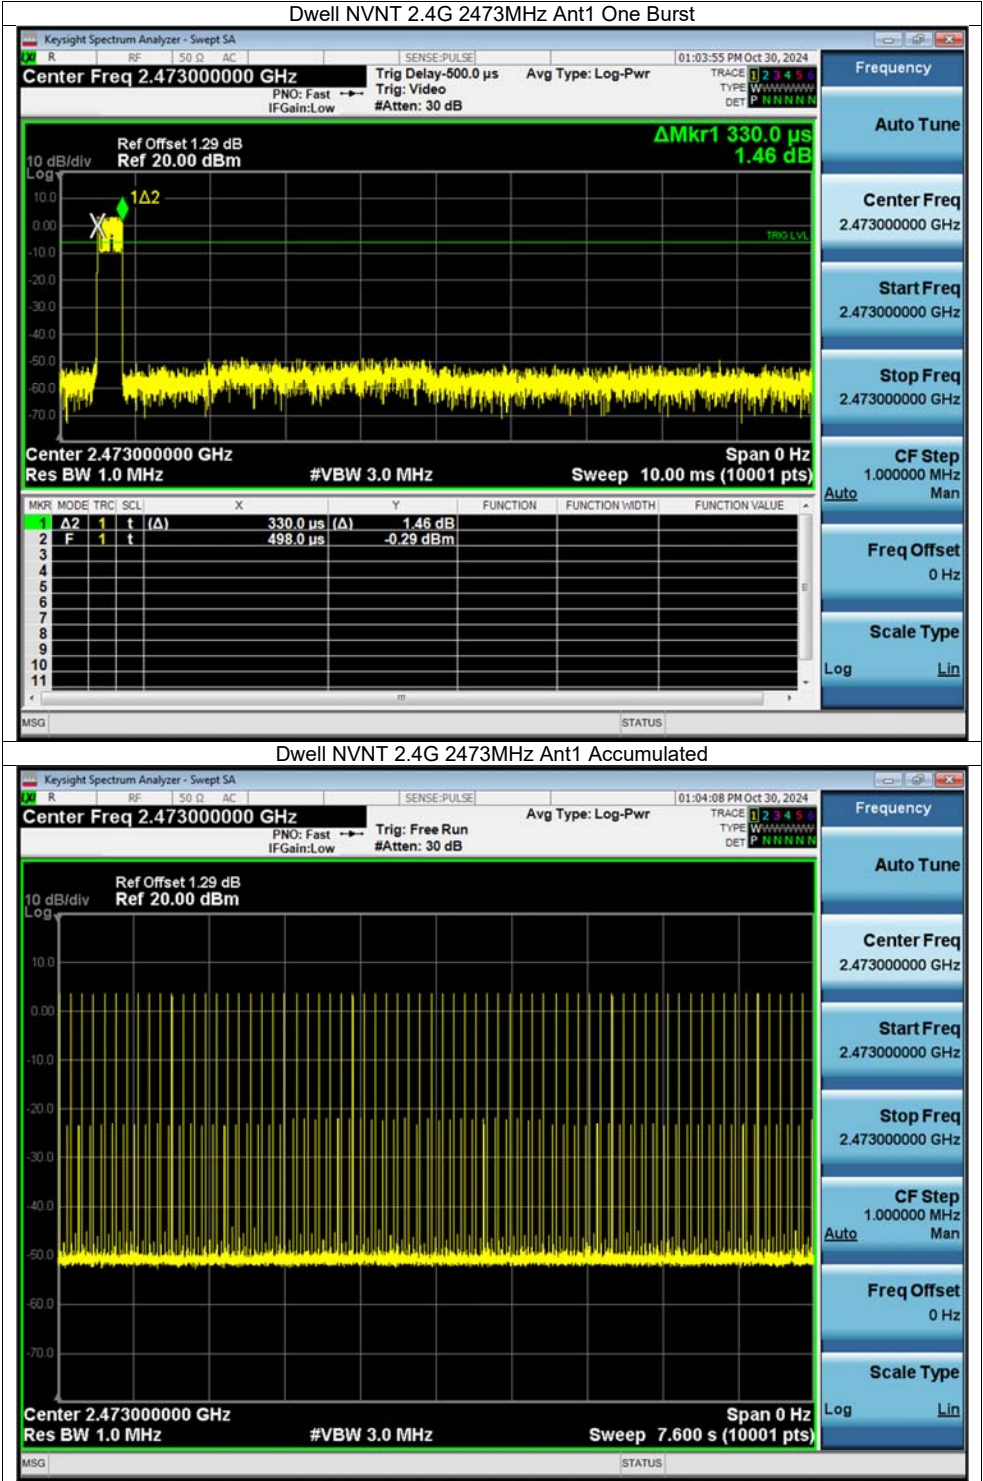 Dwell NVNT 2.4G 2473MHz Ant1 One Burst
Keysight Spectrum Analyzer - Swept SA
R RF 50 Ω AC SENSE:PULSE 01:03:55 PM Oct 30, 2024
Center Freq 2.473000000 GHz
PNO: Fast
IFGain:Low
Trig Delay-500.0 µs
Trig: Video
#Atten: 30 dB
Avg Type: Log-Pwr
TRACE 1 2 3 4 5 6
TYPE WWWWWW
DET P N N N N N
Frequency
Auto Tune
ΔMkr1 330.0 µs
1.46 dB
Ref Offset 1.29 dB
10 dB/div Ref 20.00 dBm
Log
10.0
1Δ2
0.00
TRIG LVL
-10.0
-20.0
-30.0
-40.0
-50.0
-60.0
-70.0
Center Freq
2.473000000 GHz
Start Freq
2.473000000 GHz
Stop Freq
2.473000000 GHz
CF Step
1.000000 MHz
Auto Man
Freq Offset
0 Hz
Scale Type
Log Lin
Center 2.473000000 GHz Span 0 Hz
Res BW 1.0 MHz #VBW 3.0 MHz Sweep 10.00 ms (10001 pts)
MKR MODE TRC SCL X Y FUNCTION FUNCTION WIDTH FUNCTION VALUE
1 Δ2 1 t (Δ) 330.0 µs (Δ) 1.46 dB
2 F 1 t 498.0 µs -0.29 dBm
3
4
5
6
7
8
9
10
11
MSG STATUS
Dwell NVNT 2.4G 2473MHz Ant1 Accumulated
Keysight Spectrum Analyzer - Swept SA
R RF 50 Ω AC SENSE:PULSE 01:04:08 PM Oct 30, 2024
Center Freq 2.473000000 GHz
PNO: Fast
IFGain:Low
Trig: Free Run
#Atten: 30 dB
Avg Type: Log-Pwr
TRACE 1 2 3 4 5 6
TYPE WWWWWW
DET P N N N N N
Frequency
Auto Tune
Ref Offset 1.29 dB
10 dB/div Ref 20.00 dBm
Log
10.0
0.00
-10.0
-20.0
-30.0
-40.0
-50.0
-60.0
-70.0
Center Freq
2.473000000 GHz
Start Freq
2.473000000 GHz
Stop Freq
2.473000000 GHz
CF Step
1.000000 MHz
Auto Man
Freq Offset
0 Hz
Scale Type
Log Lin
Center 2.473000000 GHz Span 0 Hz
Res BW 1.0 MHz #VBW 3.0 MHz Sweep 7.600 s (10001 pts)
MSG STATUS